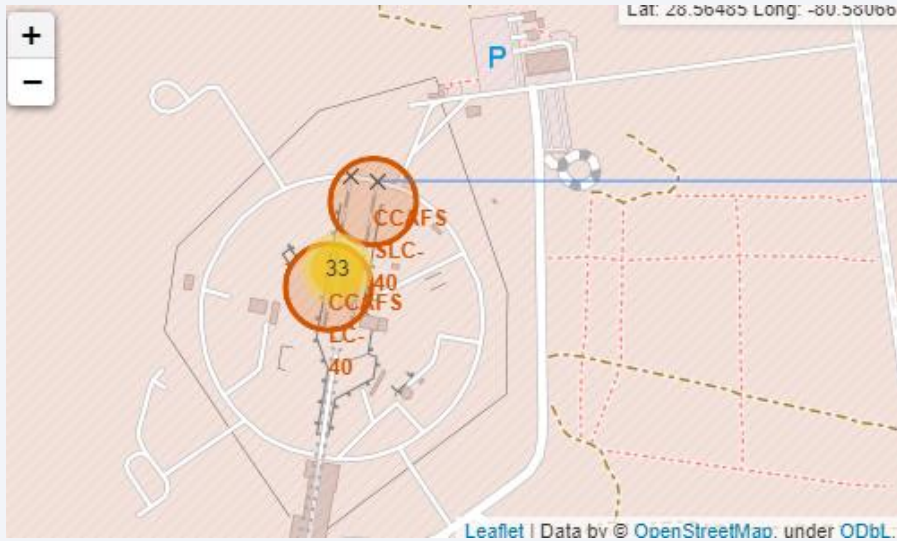 +
Lat: 28.56485 Long: -80.58066
P
−
CCAFS
SLC-
40
33
CCAFS
LC-
40
Leaflet | Data by © OpenStreetMap, under ODbL.